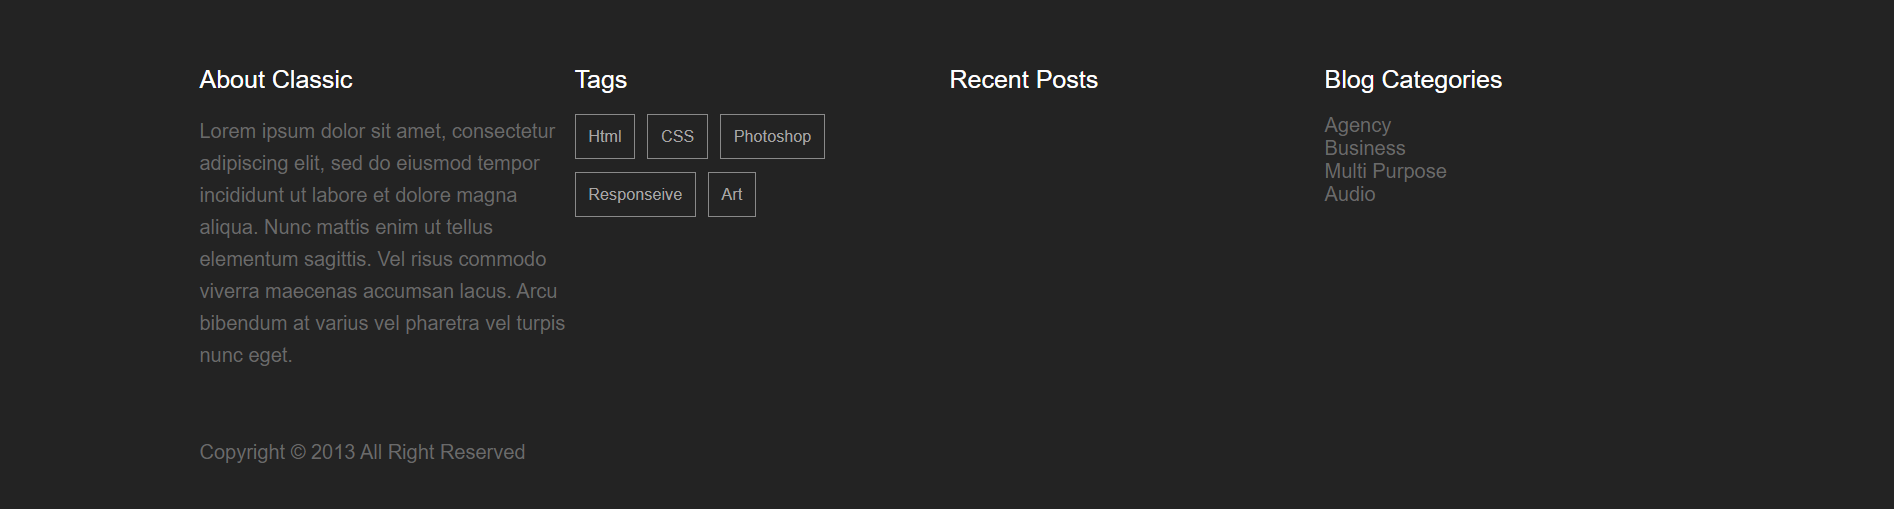 About Classic
Lorem ipsum dolor sit amet, consectetur
adipiscing elit, sed do eiusmod tempor
incididunt ut labore et dolore magna
aliqua. Nunc mattis enim ut tellus
elementum sagittis. Vel risus commodo
viverra maecenas accumsan lacus. Arcu
bibendum at varius vel pharetra vel turpis
nunc eget.
Tags
Html CSS Photoshop
Responseive Art
Recent Posts
Blog Categories
Agency
Business
Multi Purpose
Audio
Copyright © 2013 All Right Reserved